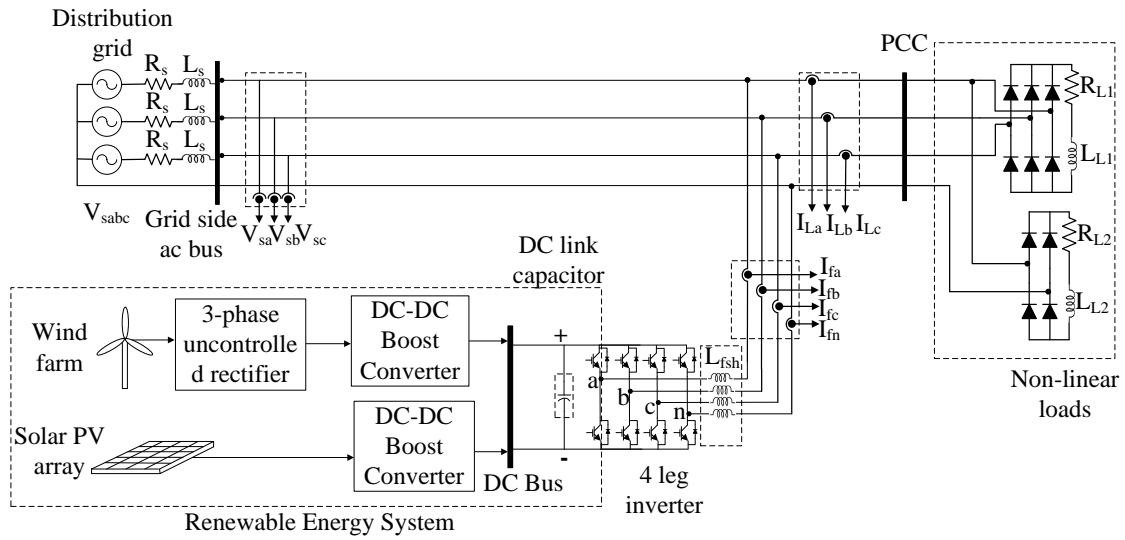 Distribution
grid
R_s L_s
R_s L_s
R_s L_s
V_sabc
Grid side
ac bus
V_sa V_sb V_sc
PCC
I_La I_Lb I_Lc
R_L1
L_L1
R_L2
L_L2
Non-linear
loads
I_fa
I_fb
I_fc
I_fn
DC link
capacitor
Wind
farm
3-phase
uncontrolle
d rectifier
DC-DC
Boost
Converter
Solar PV
array
DC-DC
Boost
Converter
DC Bus
+
-
a
b
c
n
L_fsh
4 leg
inverter
Renewable Energy System